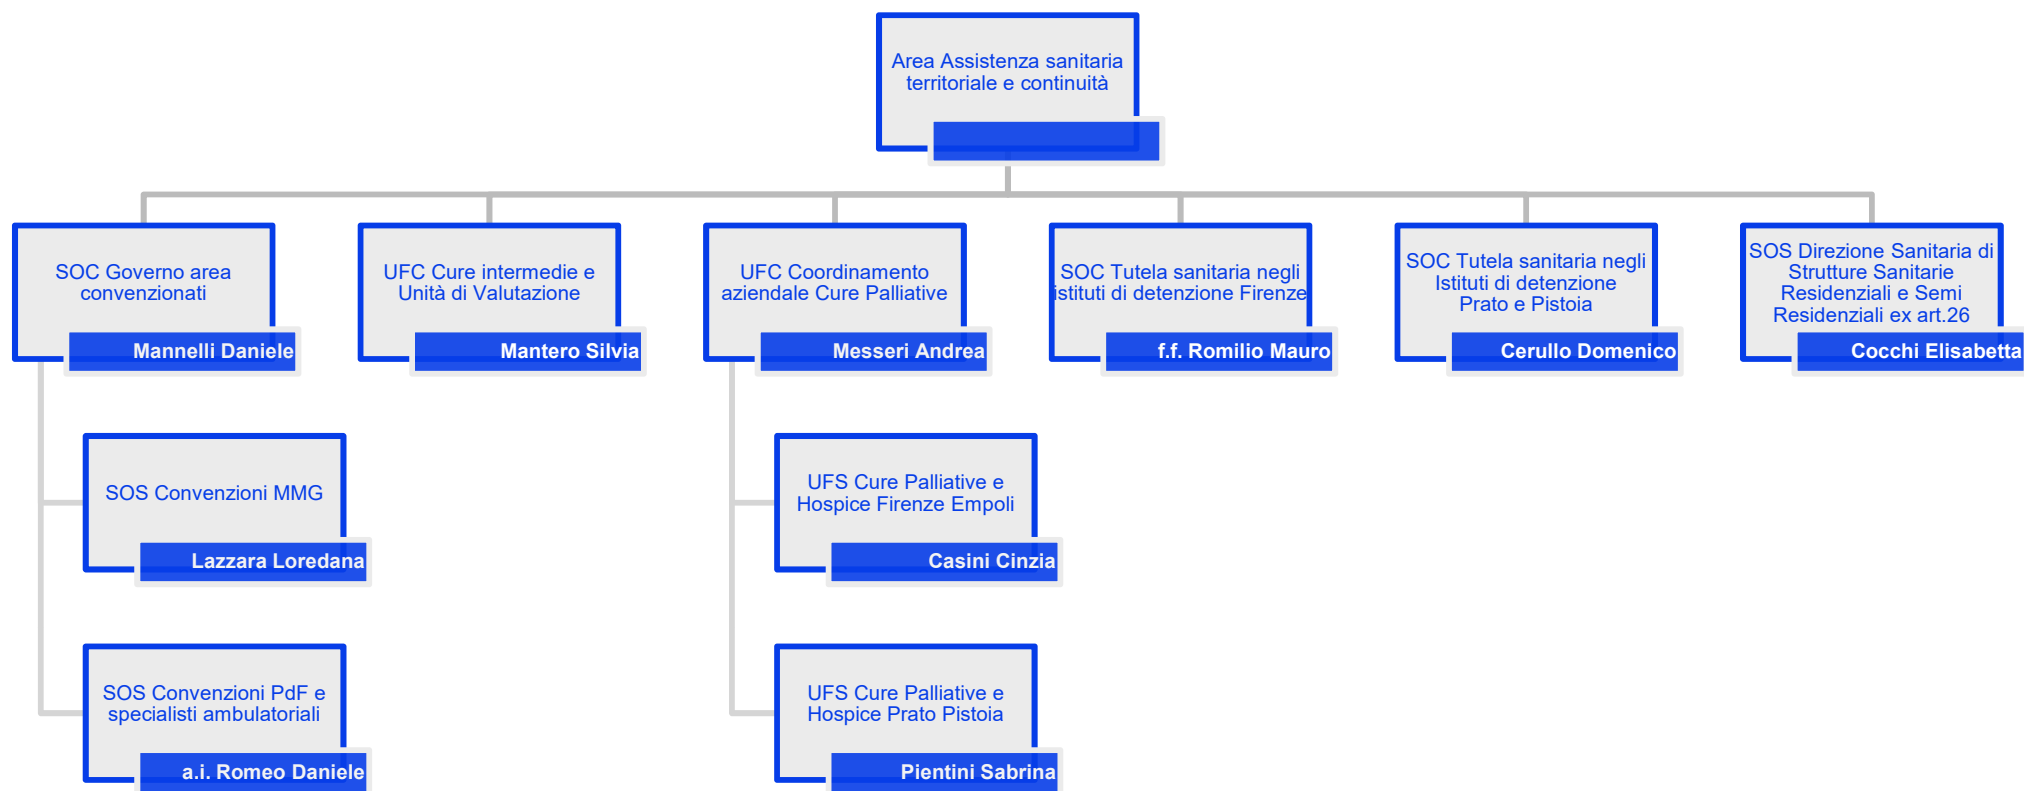 Area Assistenza sanitaria
territoriale e continuità
SOC Governo area
convenzionati
Mannelli Daniele
UFC Cure intermedie e
Unità di Valutazione
Mantero Silvia
UFC Coordinamento
aziendale Cure Palliative
Messeri Andrea
SOC Tutela sanitaria negli
istituti di detenzione Firenze
f.f. Romilio Mauro
SOC Tutela sanitaria negli
Istituti di detenzione
Prato e Pistoia
Cerullo Domenico
SOS Direzione Sanitaria di
Strutture Sanitarie
Residenziali e Semi
Residenziali ex art.26
Cocchi Elisabetta
SOS Convenzioni MMG
Lazzara Loredana
UFS Cure Palliative e
Hospice Firenze Empoli
Casini Cinzia
SOS Convenzioni PdF e
specialisti ambulatoriali
a.i. Romeo Daniele
UFS Cure Palliative e
Hospice Prato Pistoia
Pientini Sabrina